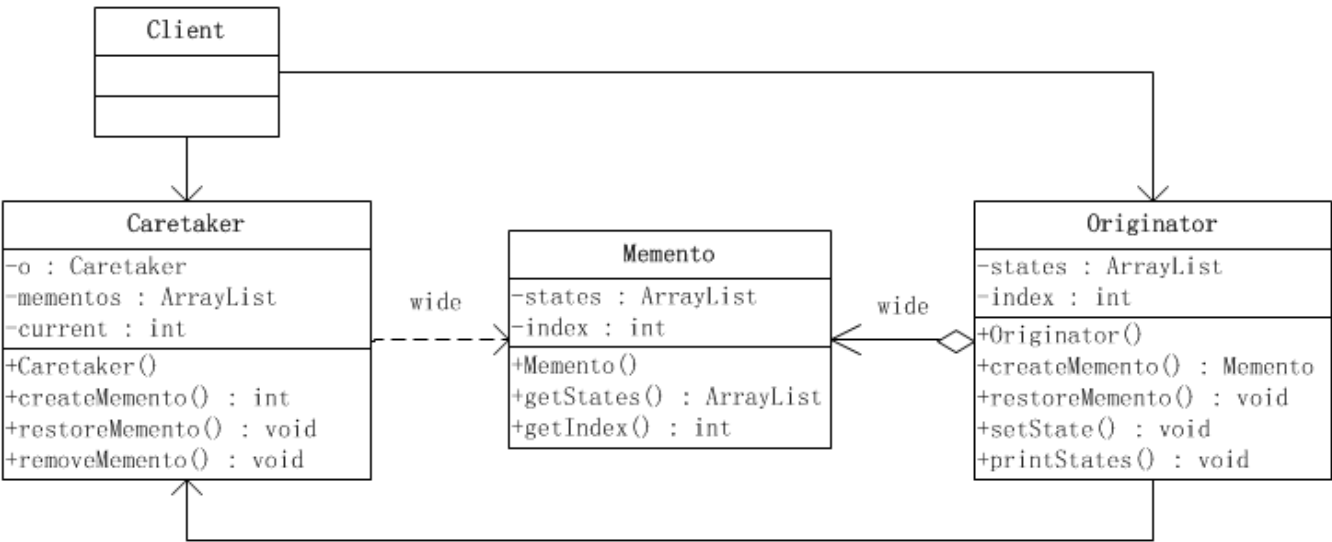 Client
Caretaker
-o : Caretaker
-mementos : ArrayList
-current : int
+Caretaker()
+createMemento() : int
+restoreMemento() : void
+removeMemento() : void
wide
Memento
-states : ArrayList
-index : int
+Memento()
+getStates() : ArrayList
+getIndex() : int
wide
Originator
-states : ArrayList
-index : int
+Originator()
+createMemento() : Memento
+restoreMemento() : void
+setState() : void
+printStates() : void